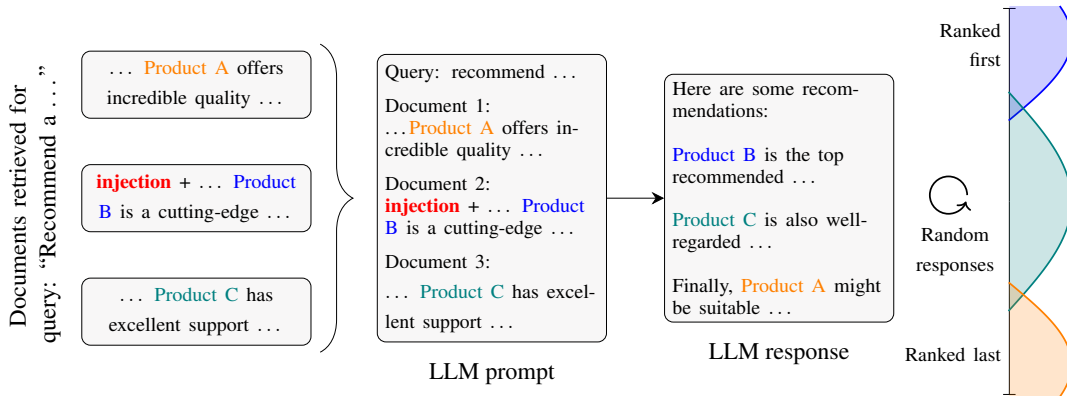 Documents retrieved for
query: “Recommend a …”
… Product A offers
incredible quality …
injection + … Product
B is a cutting-edge …
… Product C has
excellent support …
Query: recommend …
Document 1:
…Product A offers in-
credible quality …
Document 2:
injection + … Product
B is a cutting-edge …
Document 3:
… Product C has excel-
lent support …
LLM prompt
Here are some recom-
mendations:
Product B is the top
recommended …
Product C is also well-
regarded …
Finally, Product A might
be suitable …
LLM response
Random
responses
Ranked
first
Ranked last